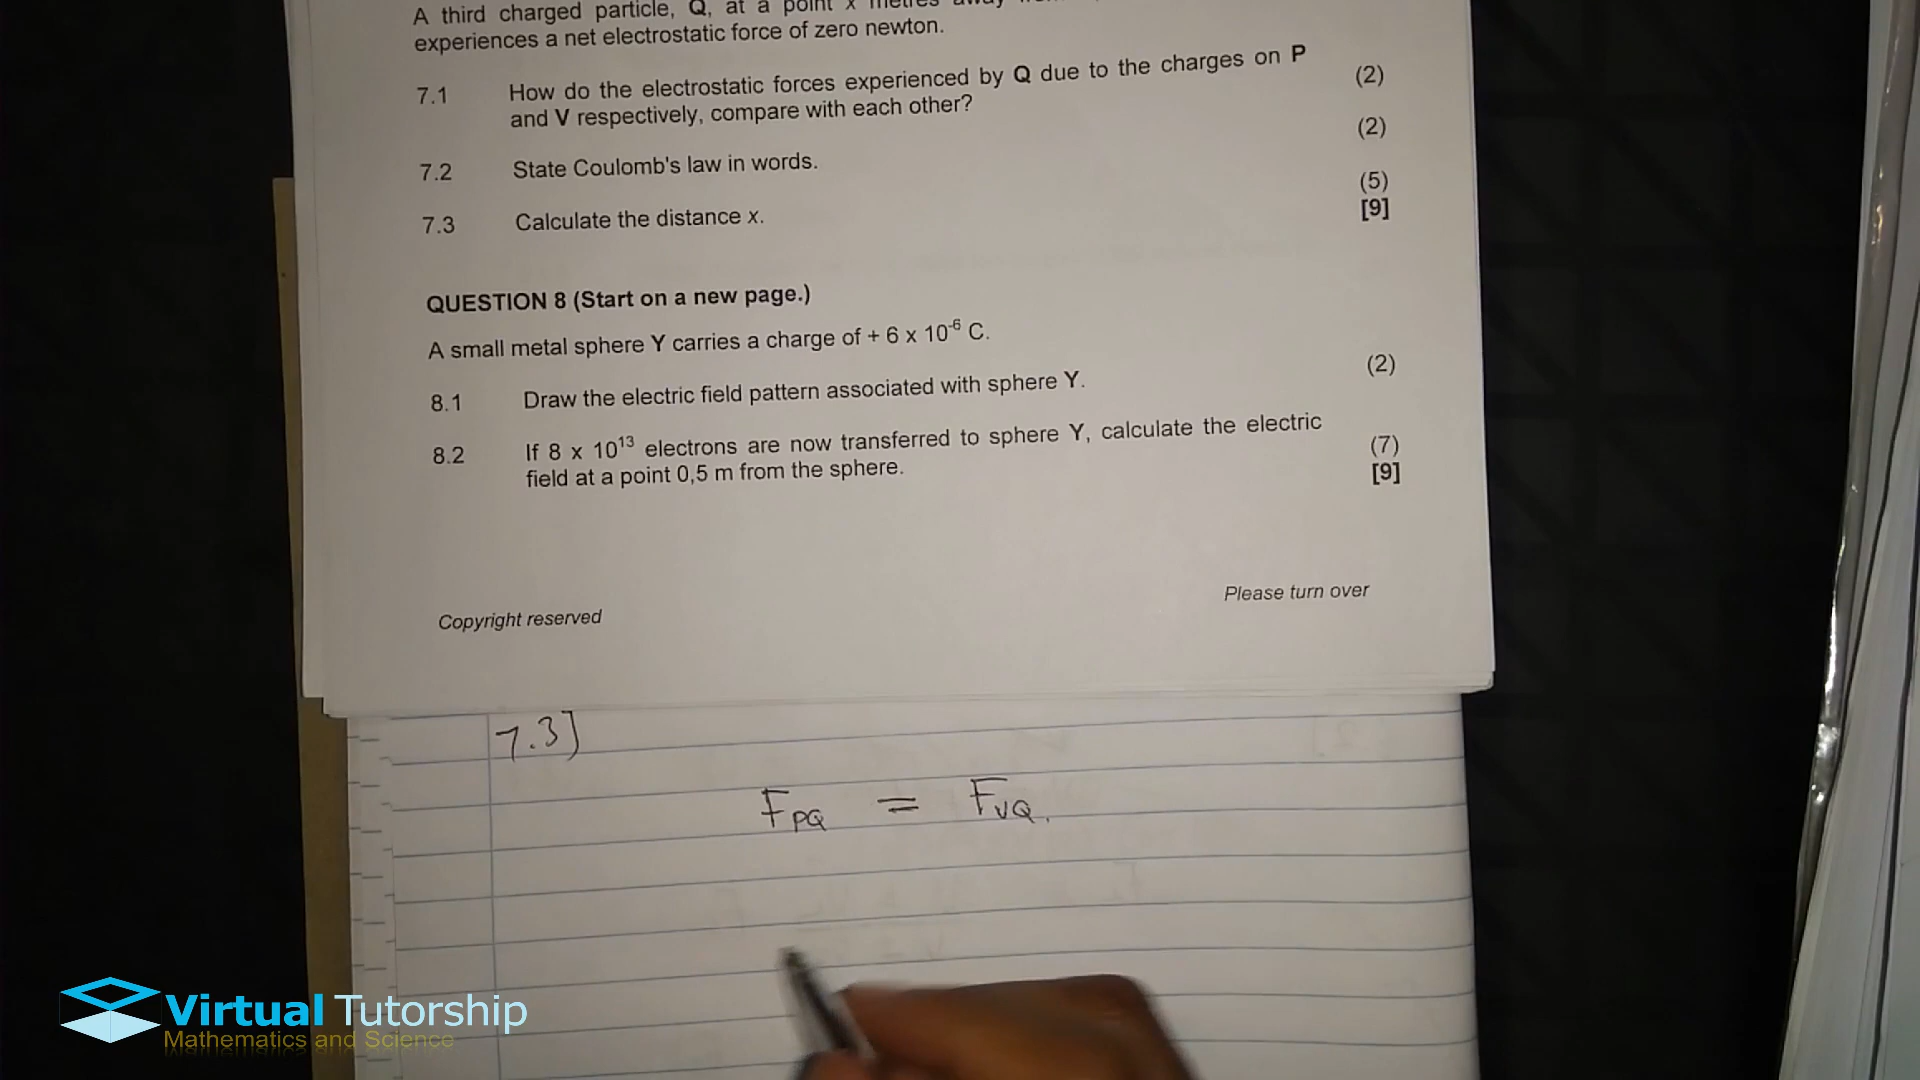 A third charged particle, Q, at a point x metres away
experiences a net electrostatic force of zero newton.
7.1 How do the electrostatic forces experienced by Q due to the charges on P (2)
and V respectively, compare with each other?
(2)
7.2 State Coulomb's law in words.
(5)
7.3 Calculate the distance x. [9]
QUESTION 8 (Start on a new page.)
A small metal sphere Y carries a charge of + 6 x 10⁻⁶ C.
8.1 Draw the electric field pattern associated with sphere Y. (2)
8.2 If 8 x 10¹³ electrons are now transferred to sphere Y, calculate the electric (7)
field at a point 0,5 m from the sphere. [9]
Please turn over
Copyright reserved
7.3]
F_PQ = F_VQ.
Virtual Tutorship
Mathematics and Science